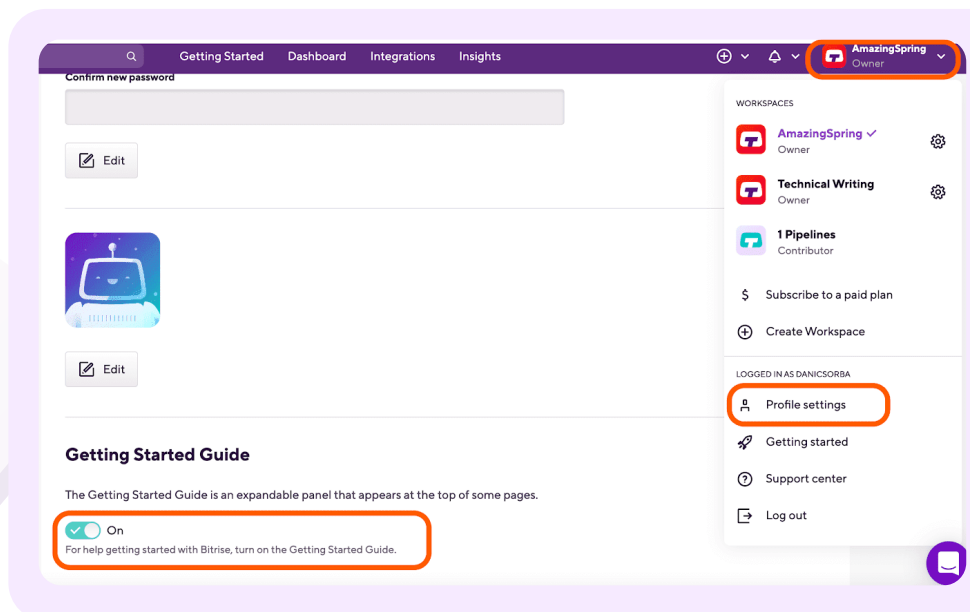 Getting Started Dashboard Integrations Insights
AmazingSpring
Owner
Confirm new password
Edit
Edit
Getting Started Guide
The Getting Started Guide is an expandable panel that appears at the top of some pages.
On
For help getting started with Bitrise, turn on the Getting Started Guide.
WORKSPACES
AmazingSpring
Owner
Technical Writing
Owner
1 Pipelines
Contributor
$ Subscribe to a paid plan
Create Workspace
LOGGED IN AS DANICSORBA
Profile settings
Getting started
Support center
Log out